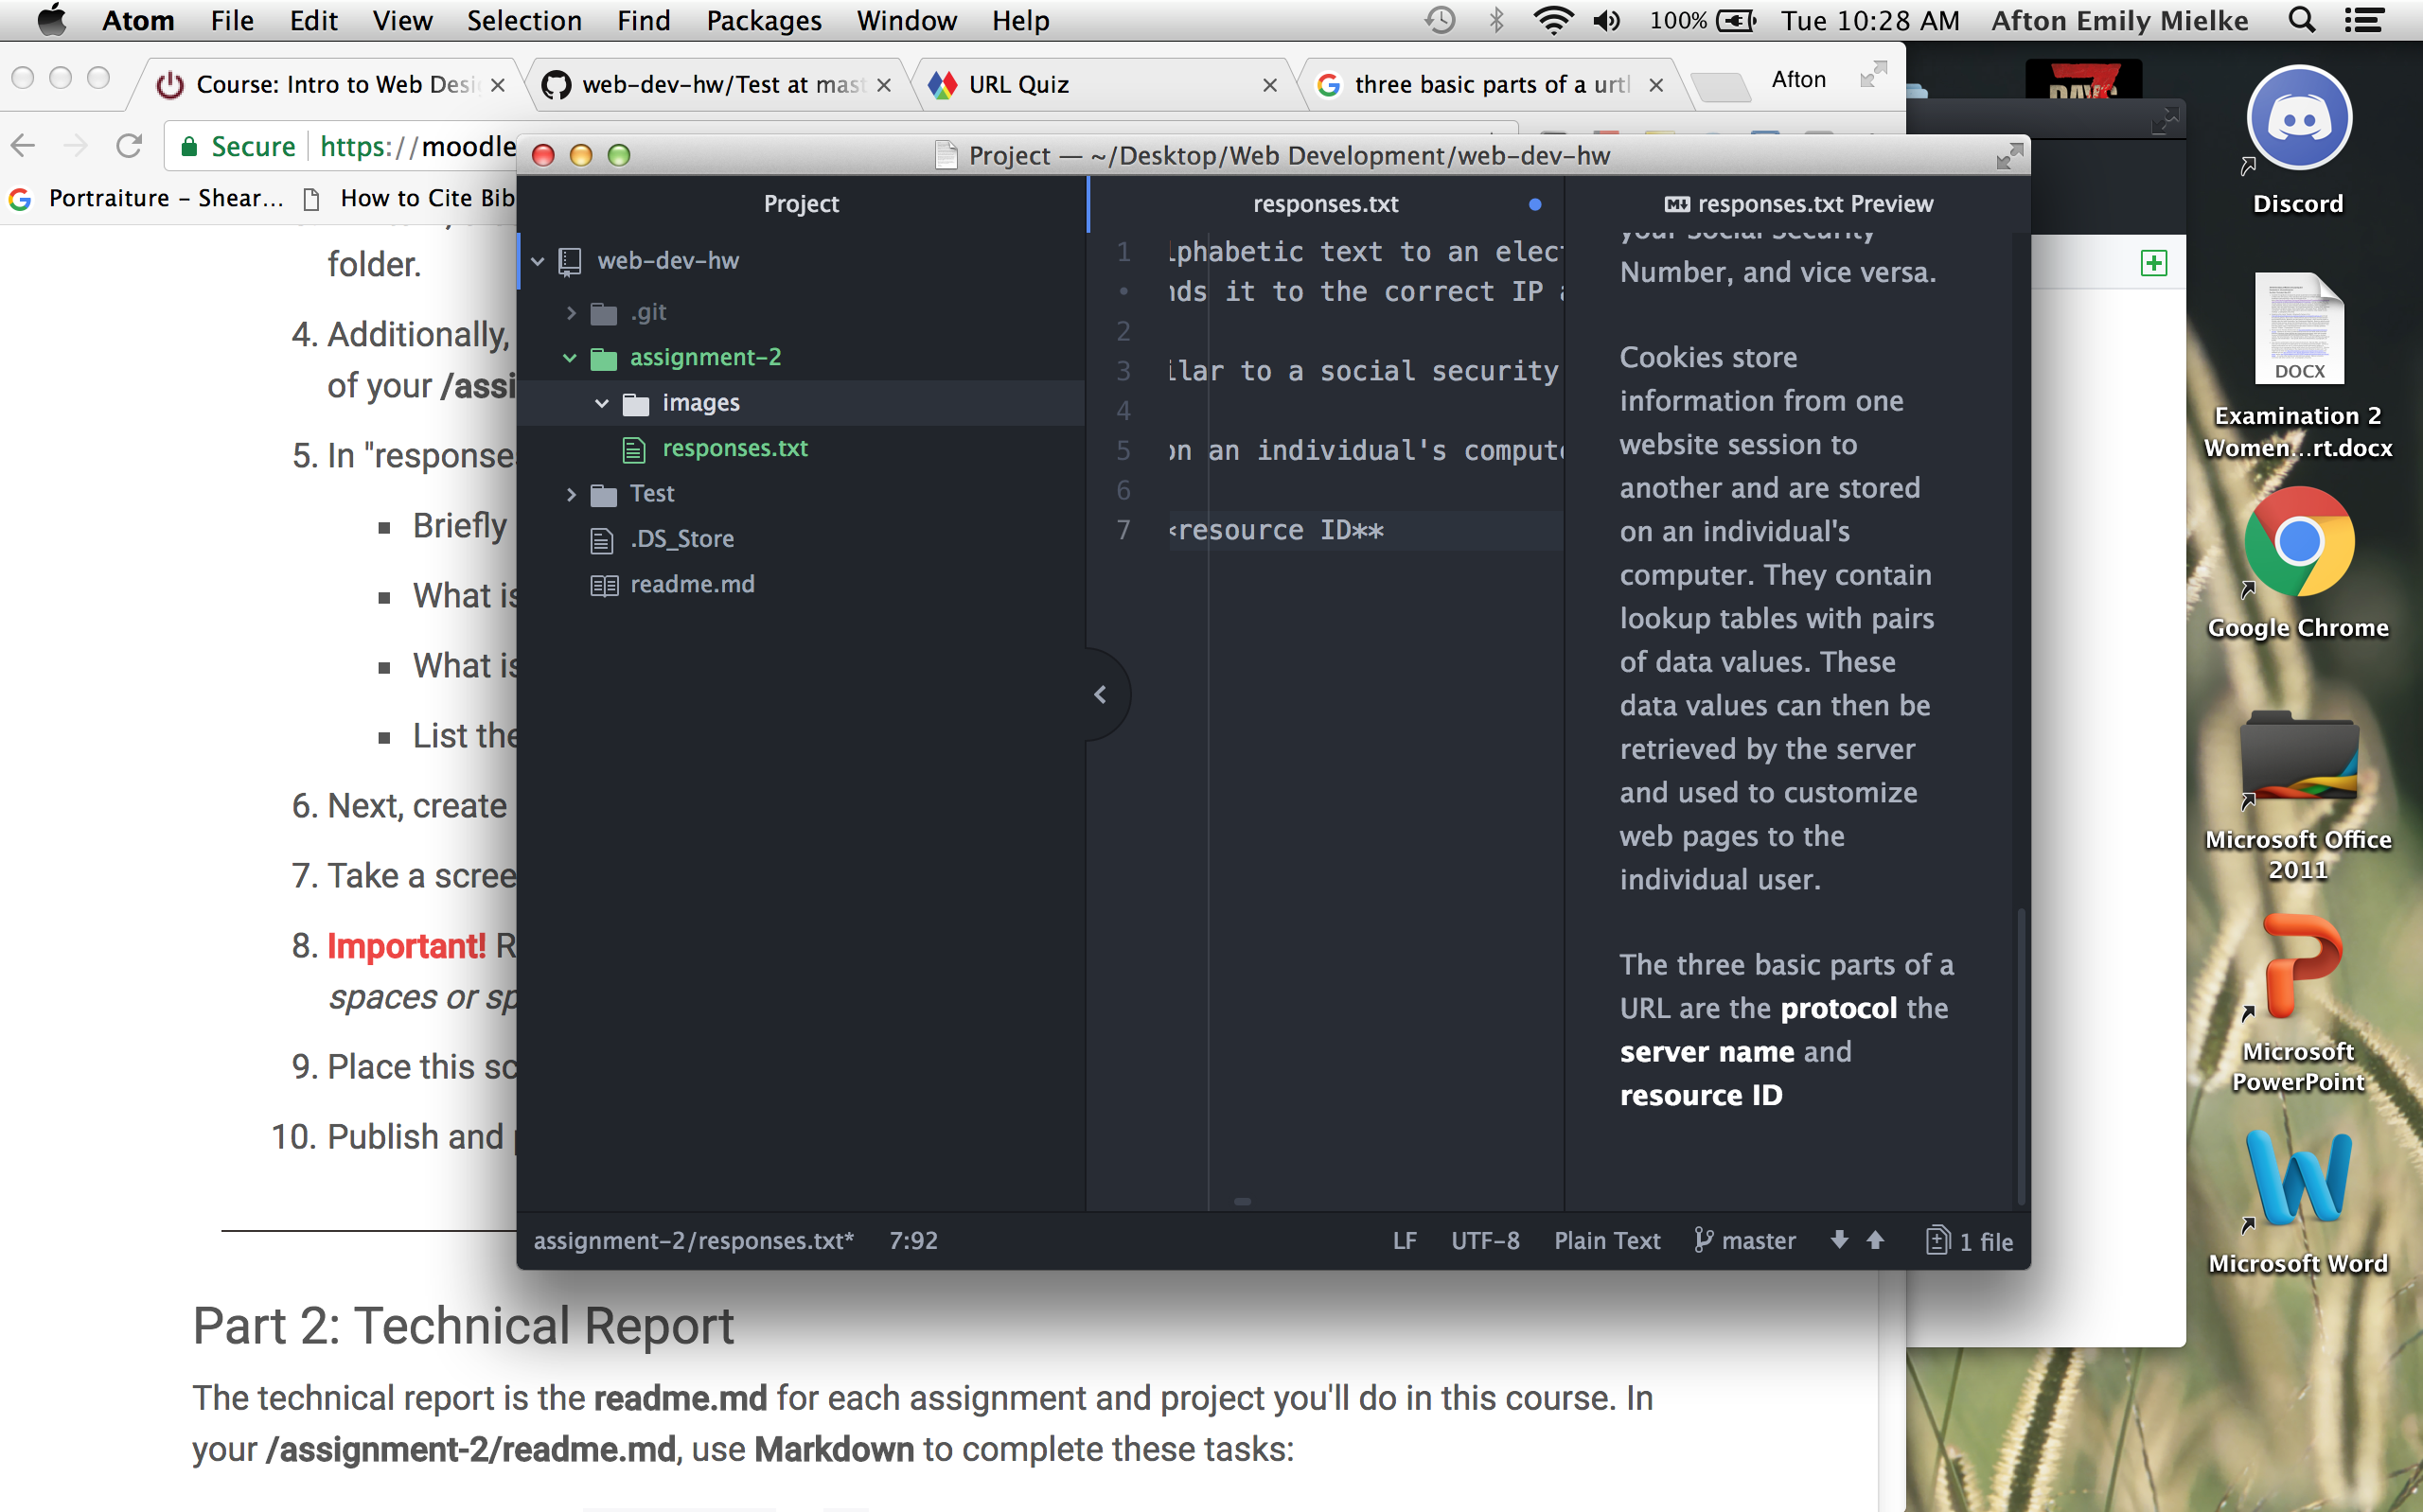 Atom File Edit View Selection Find Packages Window Help 100% Tue 10:28 AM Afton Emily Mielke
Course: Intro to Web Desi web-dev-hw/Test at mast URL Quiz three basic parts of a url Afton
Secure https://moodle
Portraiture – Shear... How to Cite Bib
folder.
4. Additionally,
of your /assi
5. In "response
Briefly
What is
What is
List the
6. Next, create
7. Take a scree
8. Important! R
spaces or sp
9. Place this sc
10. Publish and p
Project — ~/Desktop/Web Development/web-dev-hw
Project
web-dev-hw
.git
assignment-2
images
responses.txt
Test
.DS_Store
readme.md
responses.txt
1 lphabetic text to an elec
nds it to the correct IP a
2
3 ilar to a social security
4
5 on an individual's compute
6
7 *resource ID**
responses.txt Preview
your Social Security
Number, and vice versa.
Cookies store
information from one
website session to
another and are stored
on an individual's
computer. They contain
lookup tables with pairs
of data values. These
data values can then be
retrieved by the server
and used to customize
web pages to the
individual user.
The three basic parts of a
URL are the protocol the
server name and
resource ID
assignment-2/responses.txt* 7:92 LF UTF-8 Plain Text master 1 file
Part 2: Technical Report
The technical report is the readme.md for each assignment and project you'll do in this course. In
your /assignment-2/readme.md, use Markdown to complete these tasks:
7
DAYS
Discord
DOCX
Examination 2
Women...rt.docx
Google Chrome
Microsoft Office
2011
Microsoft
PowerPoint
Microsoft Word